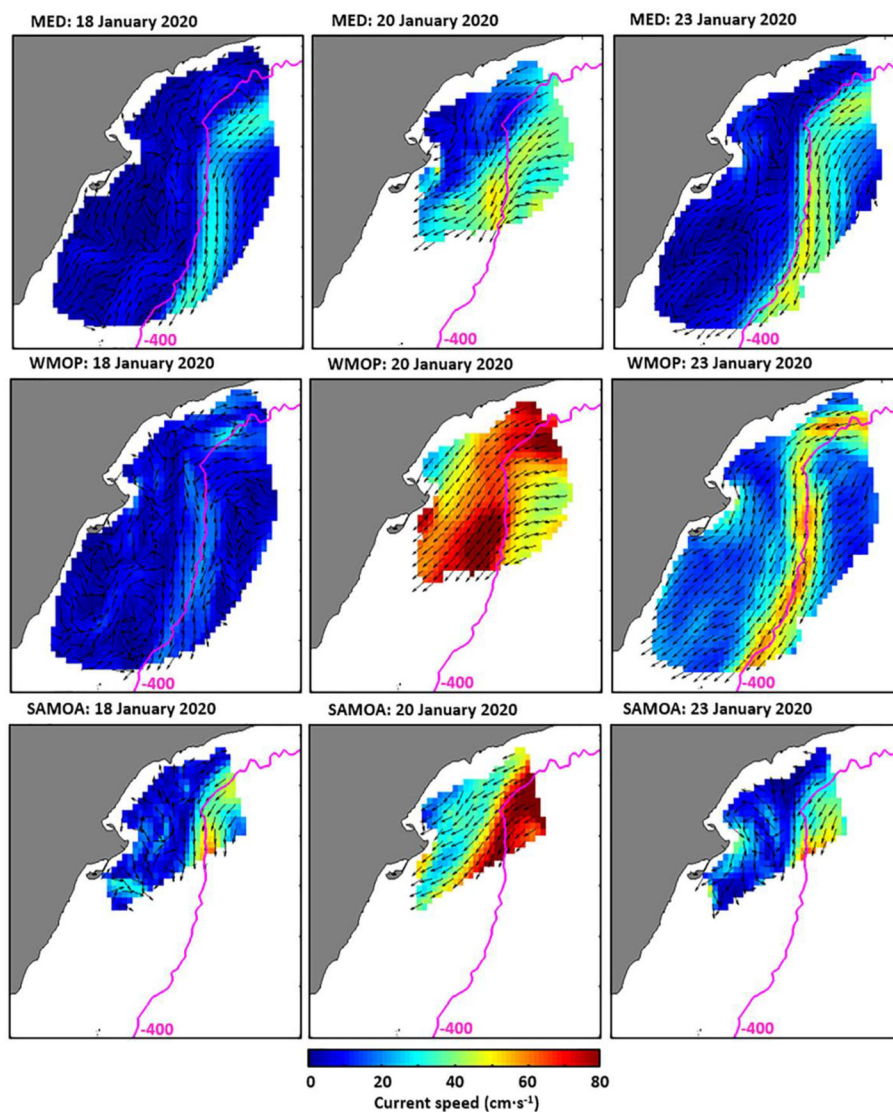 MED: 18 January 2020
MED: 20 January 2020
MED: 23 January 2020
-400
-400
-400
WMOP: 18 January 2020
WMOP: 20 January 2020
WMOP: 23 January 2020
-400
-400
-400
SAMOA: 18 January 2020
SAMOA: 20 January 2020
SAMOA: 23 January 2020
-400
-400
-400
0 20 40 60 80
Current speed (cm·s⁻¹)